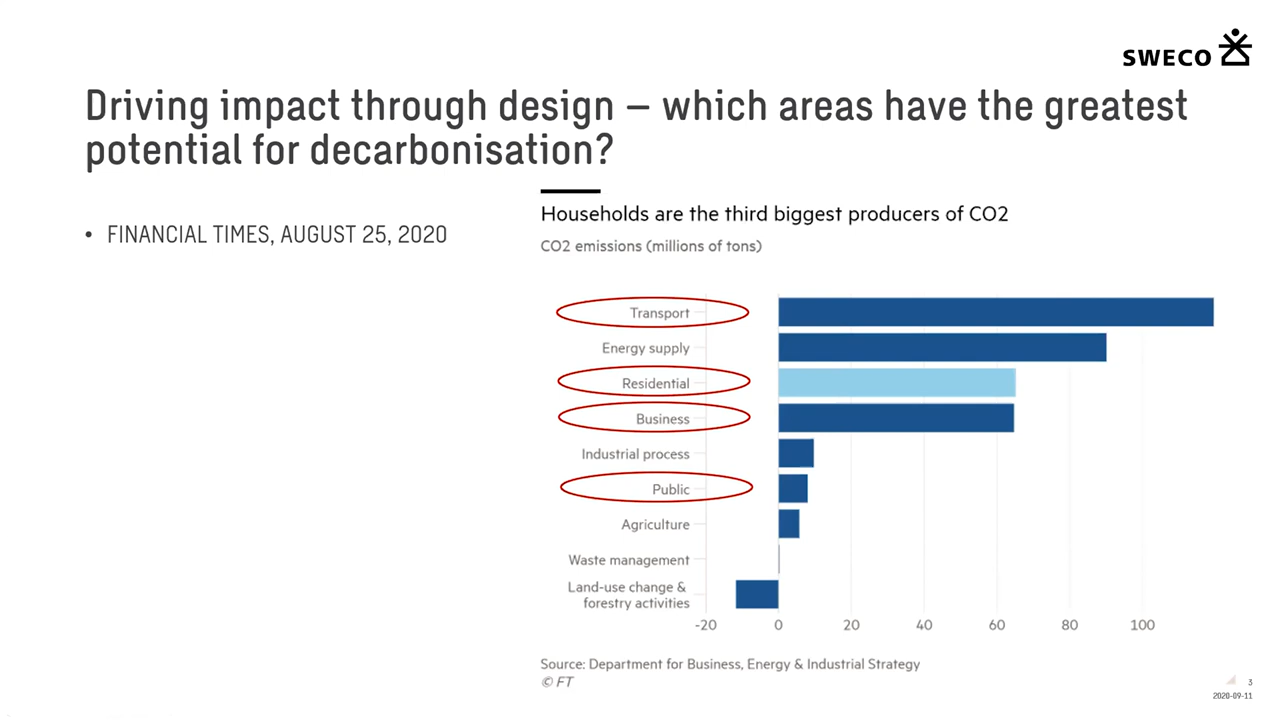 SWECO
Driving impact through design – which areas have the greatest
potential for decarbonisation?
• FINANCIAL TIMES, AUGUST 25, 2020
Households are the third biggest producers of CO2
CO2 emissions (millions of tons)
Transport
Energy supply
Residential
Business
Industrial process
Public
Agriculture
Waste management
Land-use change &
forestry activities
-20 0 20 40 60 80 100
Source: Department for Business, Energy & Industrial Strategy
© FT
3
2020-09-11